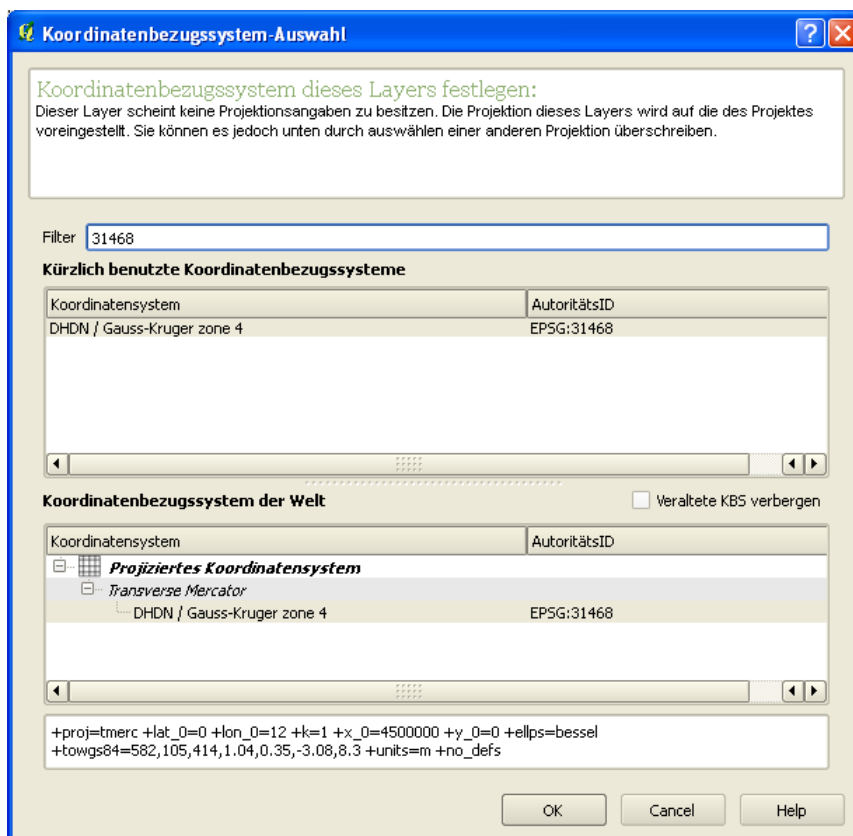 Koordinatenbezugssystem-Auswahl
Koordinatenbezugssystem dieses Layers festlegen:
Dieser Layer scheint keine Projektionsangaben zu besitzen. Die Projektion dieses Layers wird auf die des Projektes
voreingestellt. Sie können es jedoch unten durch auswählen einer anderen Projektion überschreiben.
Filter 31468
Kürzlich benutzte Koordinatenbezugssysteme
Koordinatensystem AutoritätsID
DHDN / Gauss-Kruger zone 4 EPSG:31468
Koordinatenbezugssystem der Welt Veraltete KBS verbergen
Koordinatensystem AutoritätsID
Projiziertes Koordinatensystem
Transverse Mercator
DHDN / Gauss-Kruger zone 4 EPSG:31468
+proj=tmerc +lat_0=0 +lon_0=12 +k=1 +x_0=4500000 +y_0=0 +ellps=bessel
+towgs84=582,105,414,1.04,0.35,-3.08,8.3 +units=m +no_defs
OK Cancel Help